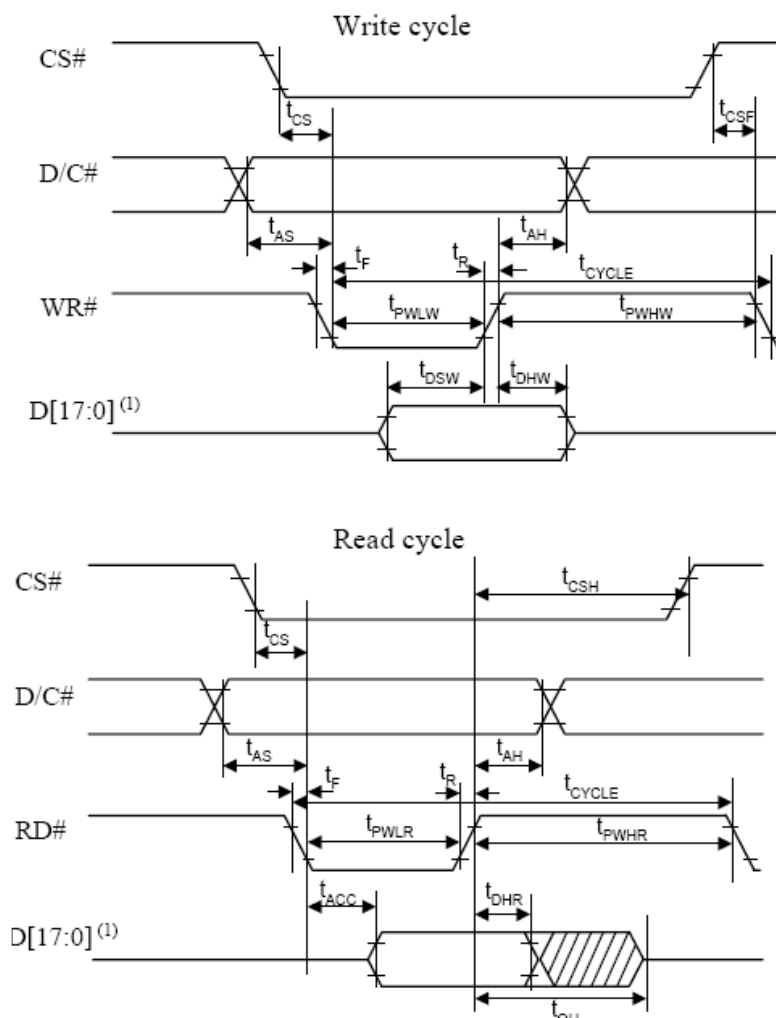 Write cycle
CS#
tCS
tCSF
D/C#
tAS
tF
tR
tAH
tCYCLE
WR#
tPWLW
tPWHW
tDSW
tDHW
D[17:0] (1)
Read cycle
CS#
tCSH
tCS
D/C#
tAS
tF
tR
tAH
tCYCLE
RD#
tPWLR
tPWHR
tACC
tDHR
D[17:0] (1)